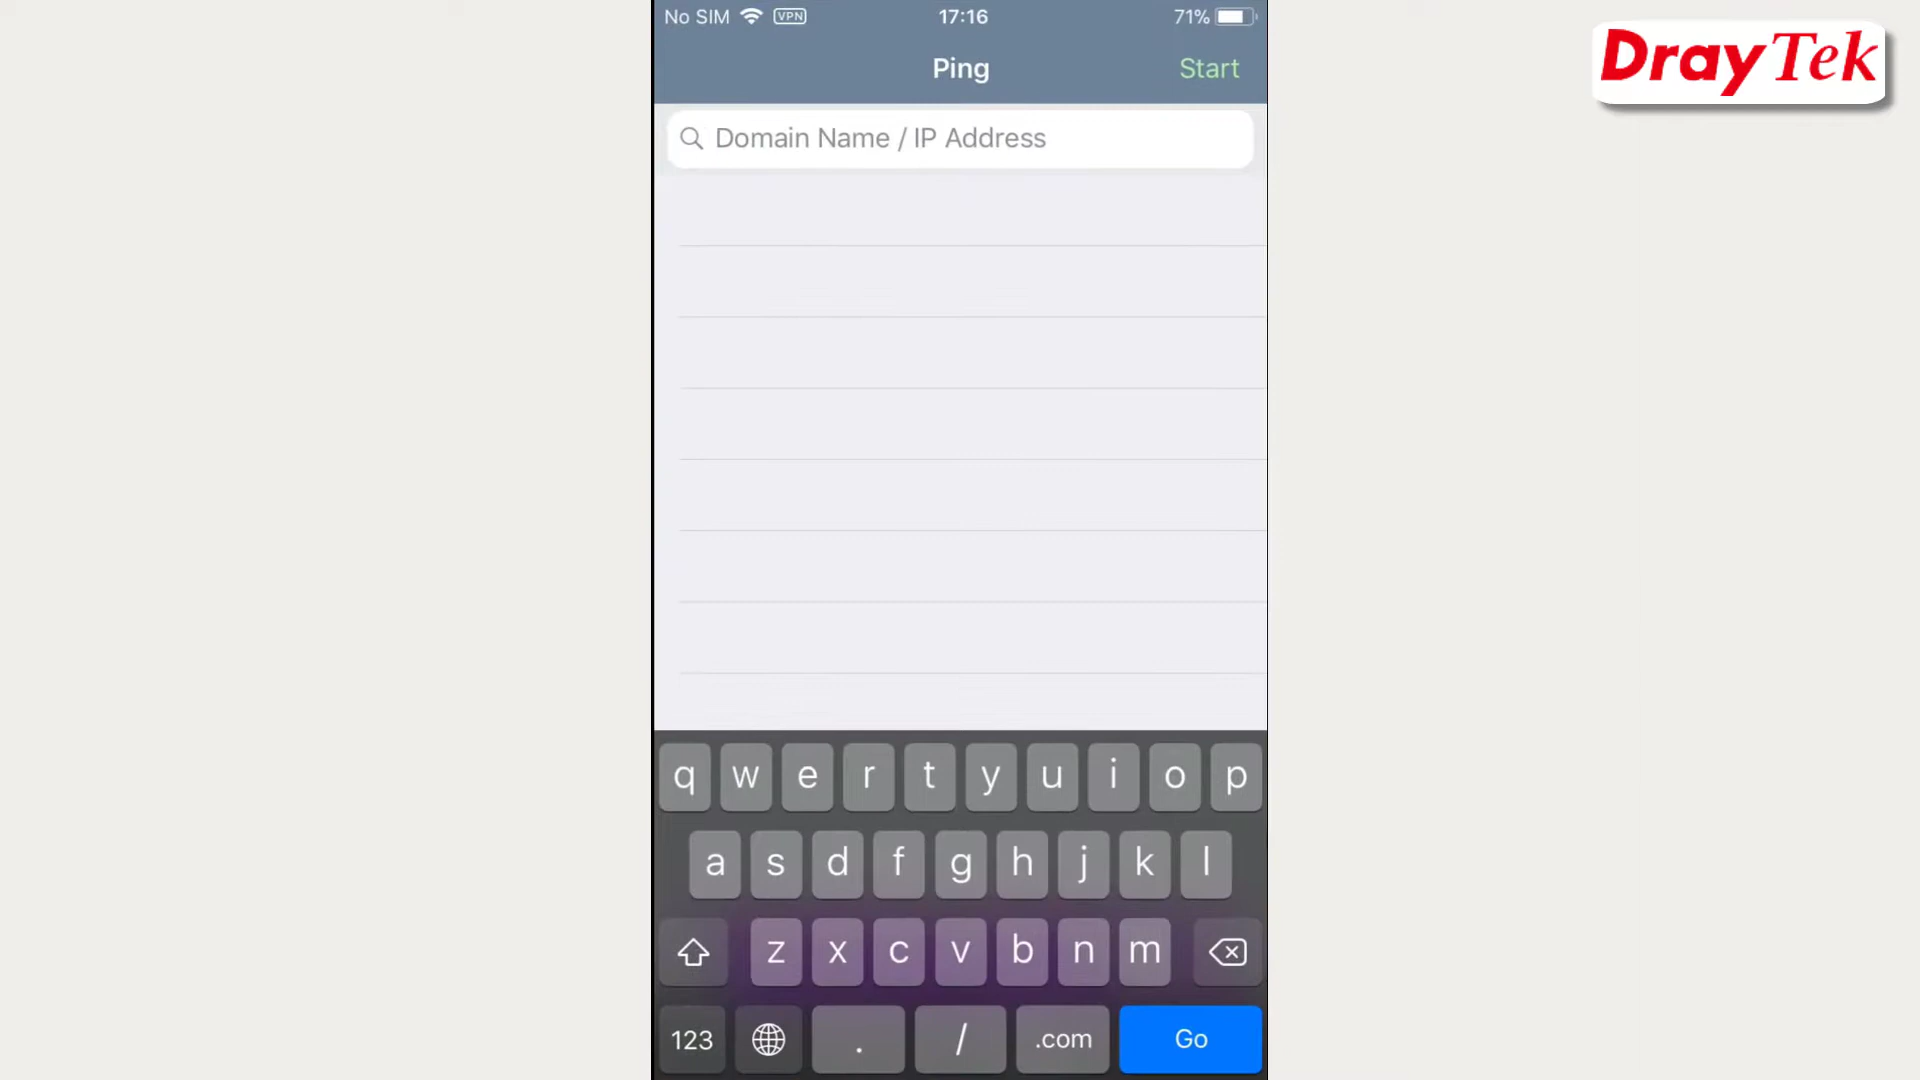 No SIM VPN 17:16 71%
DrayTek
Ping Start
Domain Name / IP Address
q w e r t y u i o p
a s d f g h j k l
z x c v b n m
123 . / .com Go